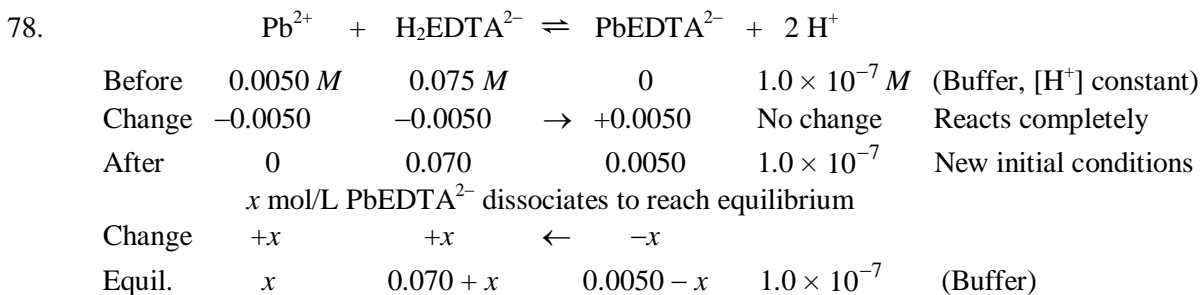 78. Pb²⁺ + H₂EDTA²⁻ ⇌ PbEDTA²⁻ + 2 H⁺
Before 0.0050 M 0.075 M 0 1.0 × 10⁻⁷ M (Buffer, [H⁺] constant)
Change −0.0050 −0.0050 → +0.0050 No change Reacts completely
After 0 0.070 0.0050 1.0 × 10⁻⁷ New initial conditions
x mol/L PbEDTA²⁻ dissociates to reach equilibrium
Change +x +x ← −x
Equil. x 0.070 + x 0.0050 − x 1.0 × 10⁻⁷ (Buffer)